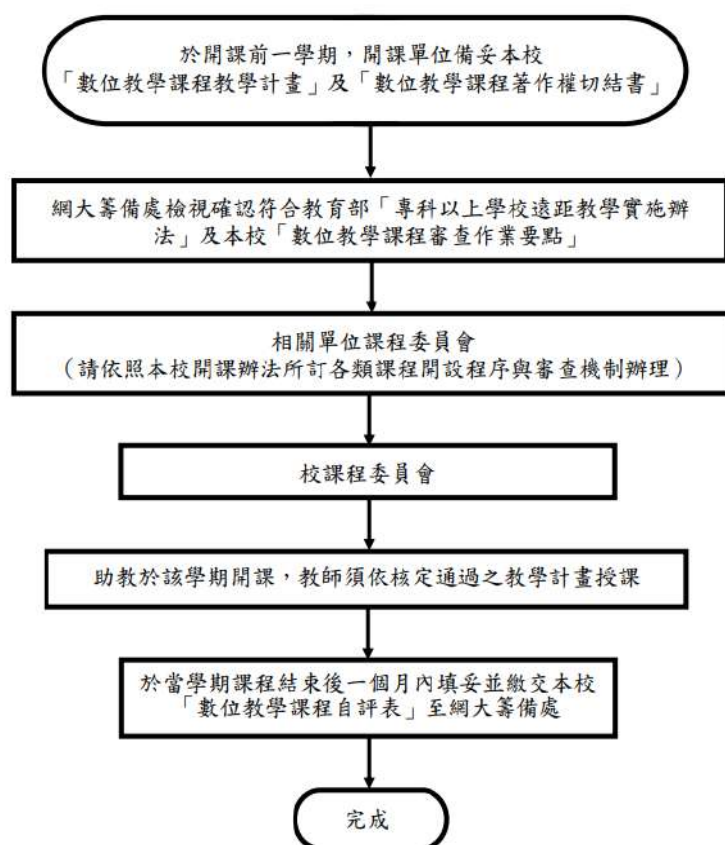 於開課前一學期，開課單位備妥本校
「數位教學課程教學計畫」及「數位教學課程著作權切結書」
網大籌備處檢視確認符合教育部「專科以上學校遠距教學實施辦
法」及本校「數位教學課程審查作業要點」
相關單位課程委員會
（請依照本校開課辦法所訂各類課程開設程序與審查機制辦理）
校課程委員會
助教於該學期開課，教師須依核定通過之教學計畫授課
於當學期課程結束後一個月內填妥並繳交本校
「數位教學課程自評表」至網大籌備處
完成